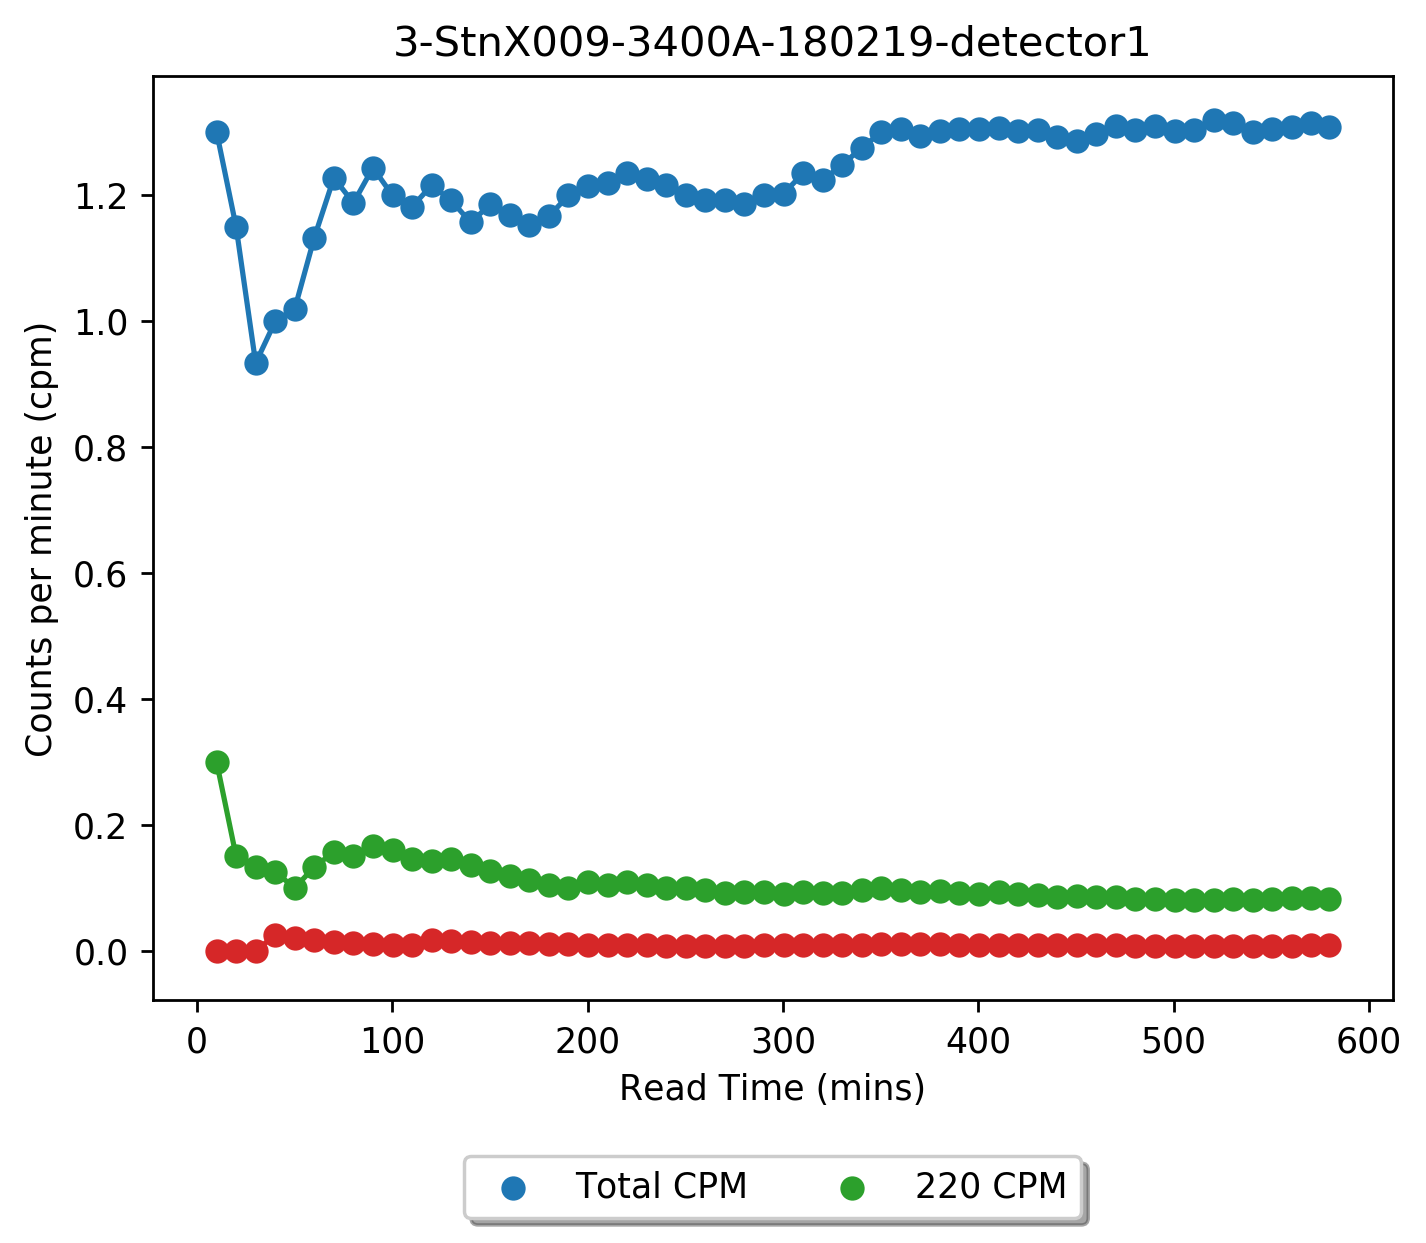 3-StnX009-3400A-180219-detector1
Counts per minute (cpm)
1.2
1.0
0.8
0.6
0.4
0.2
0.0
0 100 200 300 400 500 600
Read Time (mins)
Total CPM 220 CPM